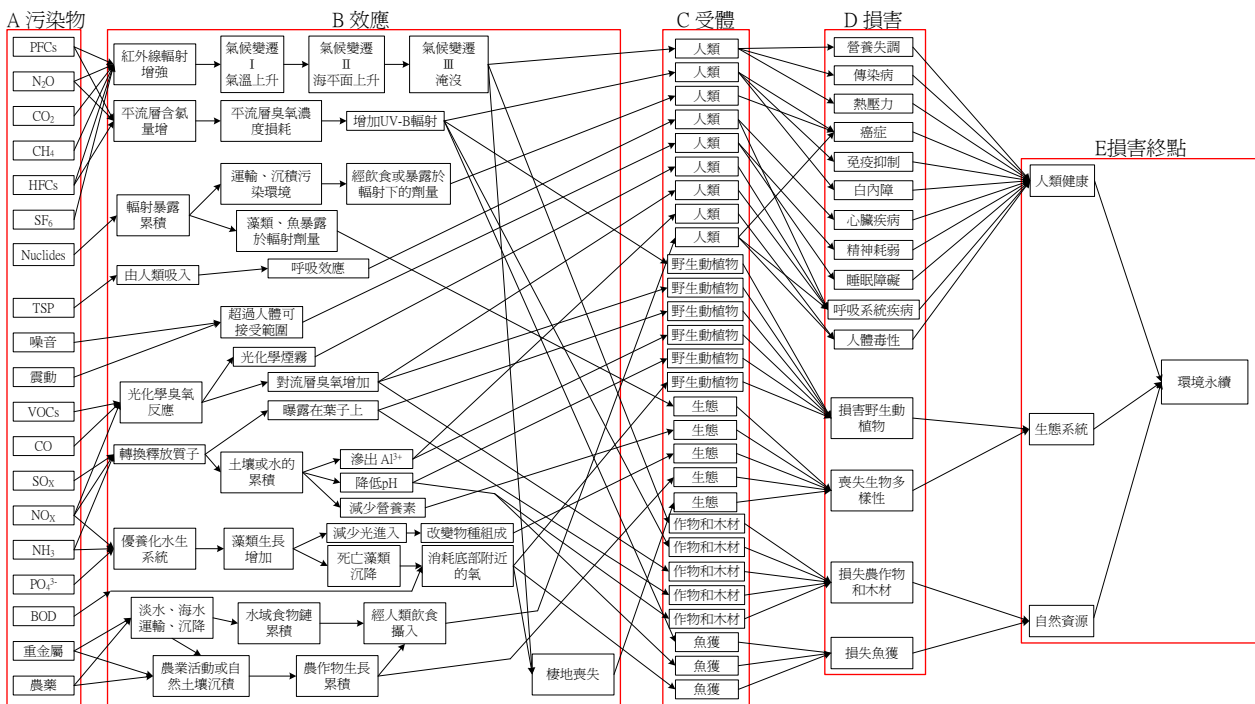 A 污染物
B 效應
C 受體
D 損害
E損害終點
PFCs
N₂O
CO₂
CH₄
HFCs
SF₆
Nuclides
TSP
噪音
震動
VOCs
CO
SOX
NOX
NH₃
PO₄³⁻
BOD
重金屬
農藥
紅外線輻射
增強
氣候變遷
I
氣溫上升
氣候變遷
II
海平面上升
氣候變遷
III
淹沒
平流層含氯
量增
平流層臭氧濃
度損耗
增加UV-B輻射
輻射暴露
累積
運輸、沉積污
染環境
經飲食或暴露於
輻射下的劑量
藻類、魚暴露
於輻射劑量
由人類吸入
呼吸效應
超過人體可
接受範圍
光化學煙霧
光化學臭氧
反應
對流層臭氧增加
曝露在葉子上
轉換釋放質子
土壤或水的
累積
滲出 Al³⁺
降低pH
減少營養素
優養化水生
系統
藻類生長
增加
減少光進入
改變物種組成
死亡藻類
沉降
消耗底部附近
的氧
淡水、海水
運輸、沉降
水域食物鏈
累積
經人類飲食
攝入
農業活動或自
然土壤沉積
農作物生長
累積
棲地喪失
人類
人類
人類
人類
人類
人類
人類
人類
人類
野生動植物
野生動植物
野生動植物
野生動植物
野生動植物
野生動植物
生態
生態
生態
生態
生態
作物和木材
作物和木材
作物和木材
作物和木材
作物和木材
魚獲
魚獲
魚獲
營養失調
傳染病
熱壓力
癌症
免疫抑制
白內障
心臟疾病
精神耗弱
睡眠障礙
呼吸系統疾病
人體毒性
損害野生動
植物
喪失生物多
樣性
損失農作物
和木材
損失魚獲
人類健康
生態系統
自然資源
環境永續